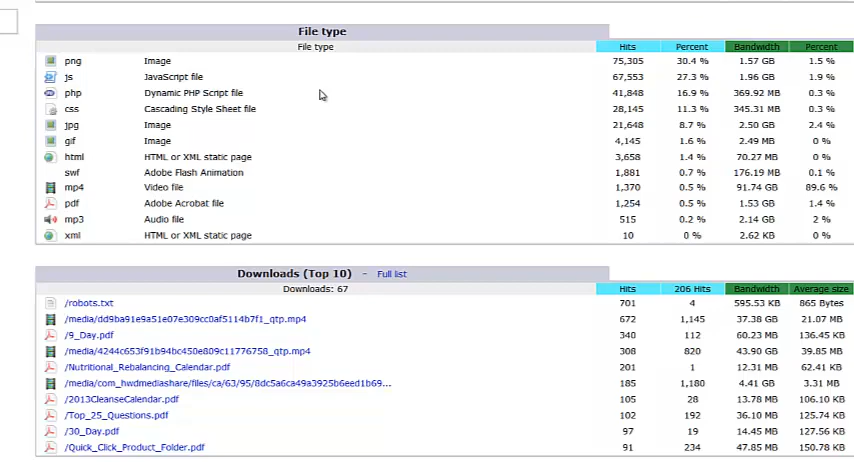 File type
File type Hits Percent Bandwidth Percent
png Image 75,305 30.4 % 1.57 GB 1.5 %
js JavaScript file 67,553 27.3 % 1.96 GB 1.9 %
php Dynamic PHP Script file 41,848 16.9 % 369.92 MB 0.3 %
css Cascading Style Sheet file 28,145 11.3 % 345.31 MB 0.3 %
jpg Image 21,648 8.7 % 2.50 GB 2.4 %
gif Image 4,145 1.6 % 2.49 MB 0 %
html HTML or XML static page 3,658 1.4 % 70.27 MB 0 %
swf Adobe Flash Animation 1,881 0.7 % 176.19 MB 0.1 %
mp4 Video file 1,370 0.5 % 91.74 GB 89.6 %
pdf Adobe Acrobat file 1,254 0.5 % 1.53 GB 1.4 %
mp3 Audio file 515 0.2 % 2.14 GB 2 %
xml HTML or XML static page 10 0 % 2.62 KB 0 %
Downloads (Top 10) - Full list
Downloads: 67 Hits 206 Hits Bandwidth Average size
/robots.txt 701 4 595.53 KB 865 Bytes
/media/dd9ba91e9a51e07e309cc0af5114b7f1_qtp.mp4 672 1,145 37.38 GB 21.07 MB
/9_Day.pdf 340 112 60.23 MB 136.45 KB
/media/4244c653f91b94bc450e809c11776758_qtp.mp4 308 820 43.90 GB 39.85 MB
/Nutritional_Rebalancing_Calendar.pdf 201 1 12.31 MB 62.41 KB
/media/com_hwdmediashare/files/ca/63/95/8dc5a6ca49a3925b6eed1b69... 185 1,180 4.41 GB 3.31 MB
/2013CleanseCalendar.pdf 105 28 13.78 MB 106.10 KB
/Top_25_Questions.pdf 102 192 36.10 MB 125.74 KB
/30_Day.pdf 97 19 14.45 MB 127.56 KB
/Quick_Click_Product_Folder.pdf 91 234 47.85 MB 150.78 KB